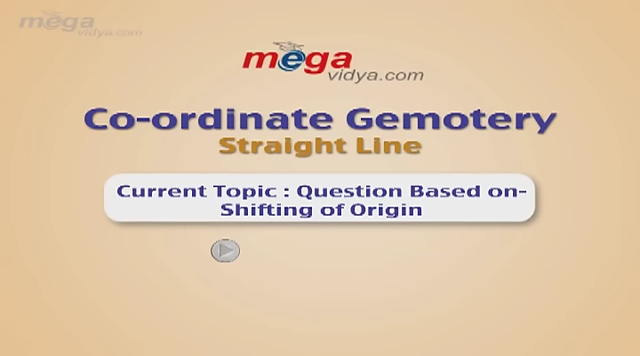 mega
vidya.com
mega
vidya.com
Co-ordinate Gemotery
Straight Line
Current Topic : Question Based on-
Shifting of Origin